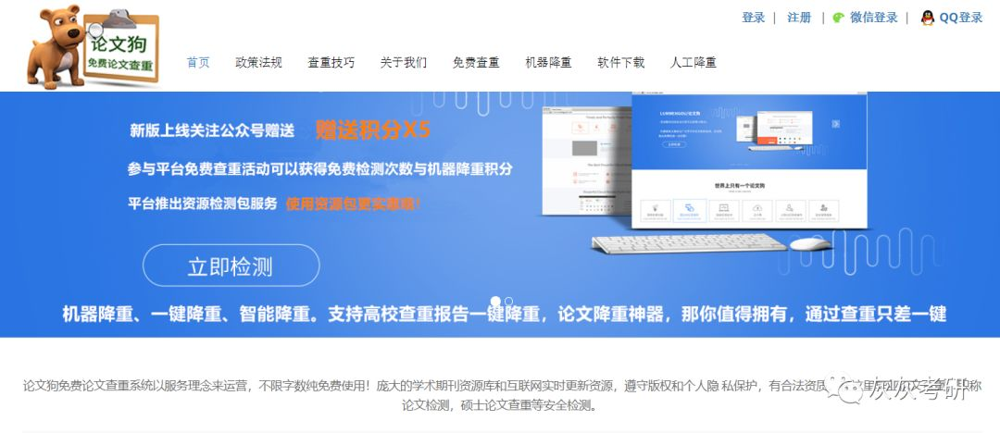 登录 | 注册 | 微信登录 | QQ登录
论文狗
免费论文查重
首页 政策法规 查重技巧 关于我们 免费查重 机器降重 软件下载 人工降重
新版上线关注公众号赠送 赠送积分X5
参与平台免费查重活动可以获得免费检测次数与机器降重积分
平台推出资源检测包服务 使用资源包更实惠哦!
立即检测
世界上只有一个论文狗
机器降重、一键降重、智能降重。支持高校查重报告一键降重，论文降重神器，那你值得拥有，通过查重只差一键
论文狗免费论文查重系统以服务理念来运营，不限字数纯免费使用！庞大的学术期刊资源库和互联网实时更新资源，遵守版权和个人隐 私保护，有合法资质
论文检测，硕士论文查重等安全检测。
次次考研